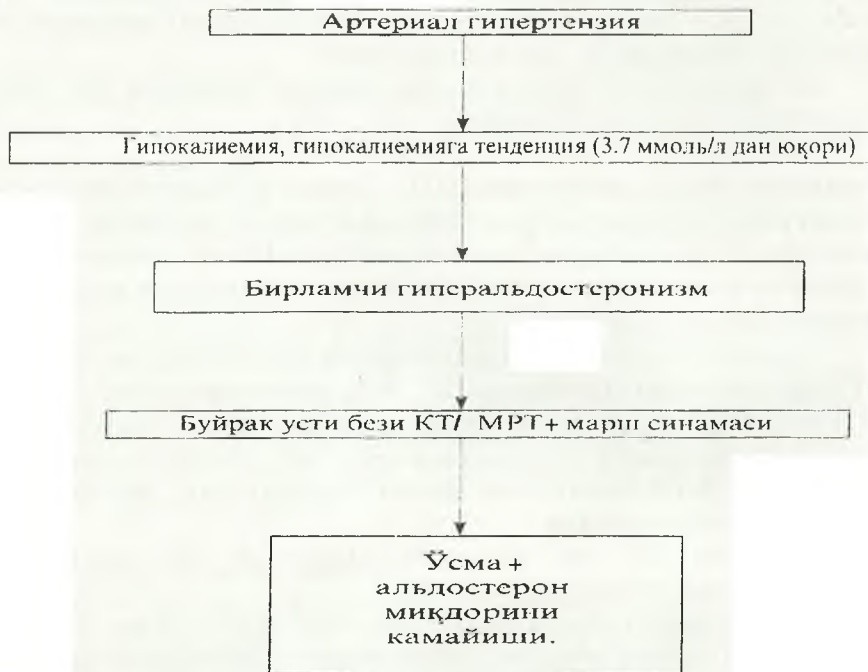 Артериал гипертензия
Гипокалиемия, гипокалиемияга тенденция (3.7 ммоль/л дан юқори)
Бирламчи гиперальдостеронизм
Буйрак усти бези КТ/ МРТ+ марш синамаси
Ўсма +
альдостерон
миқдорини
камайиши.